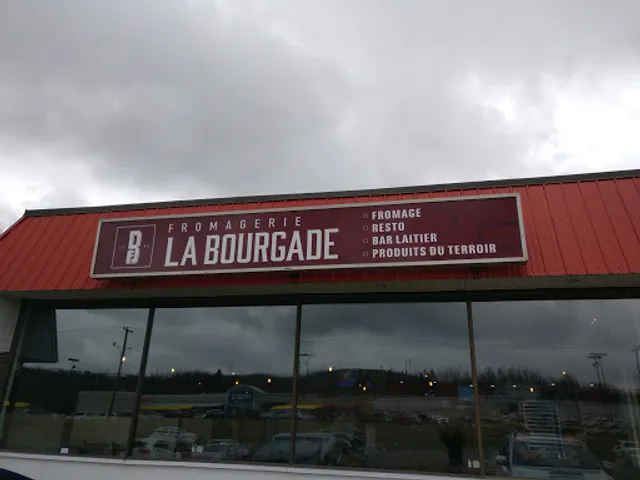 FROMAGERIE
LA BOURGADE
FROMAGE
RESTO
BAR LAITIER
PRODUITS DU TERROIR